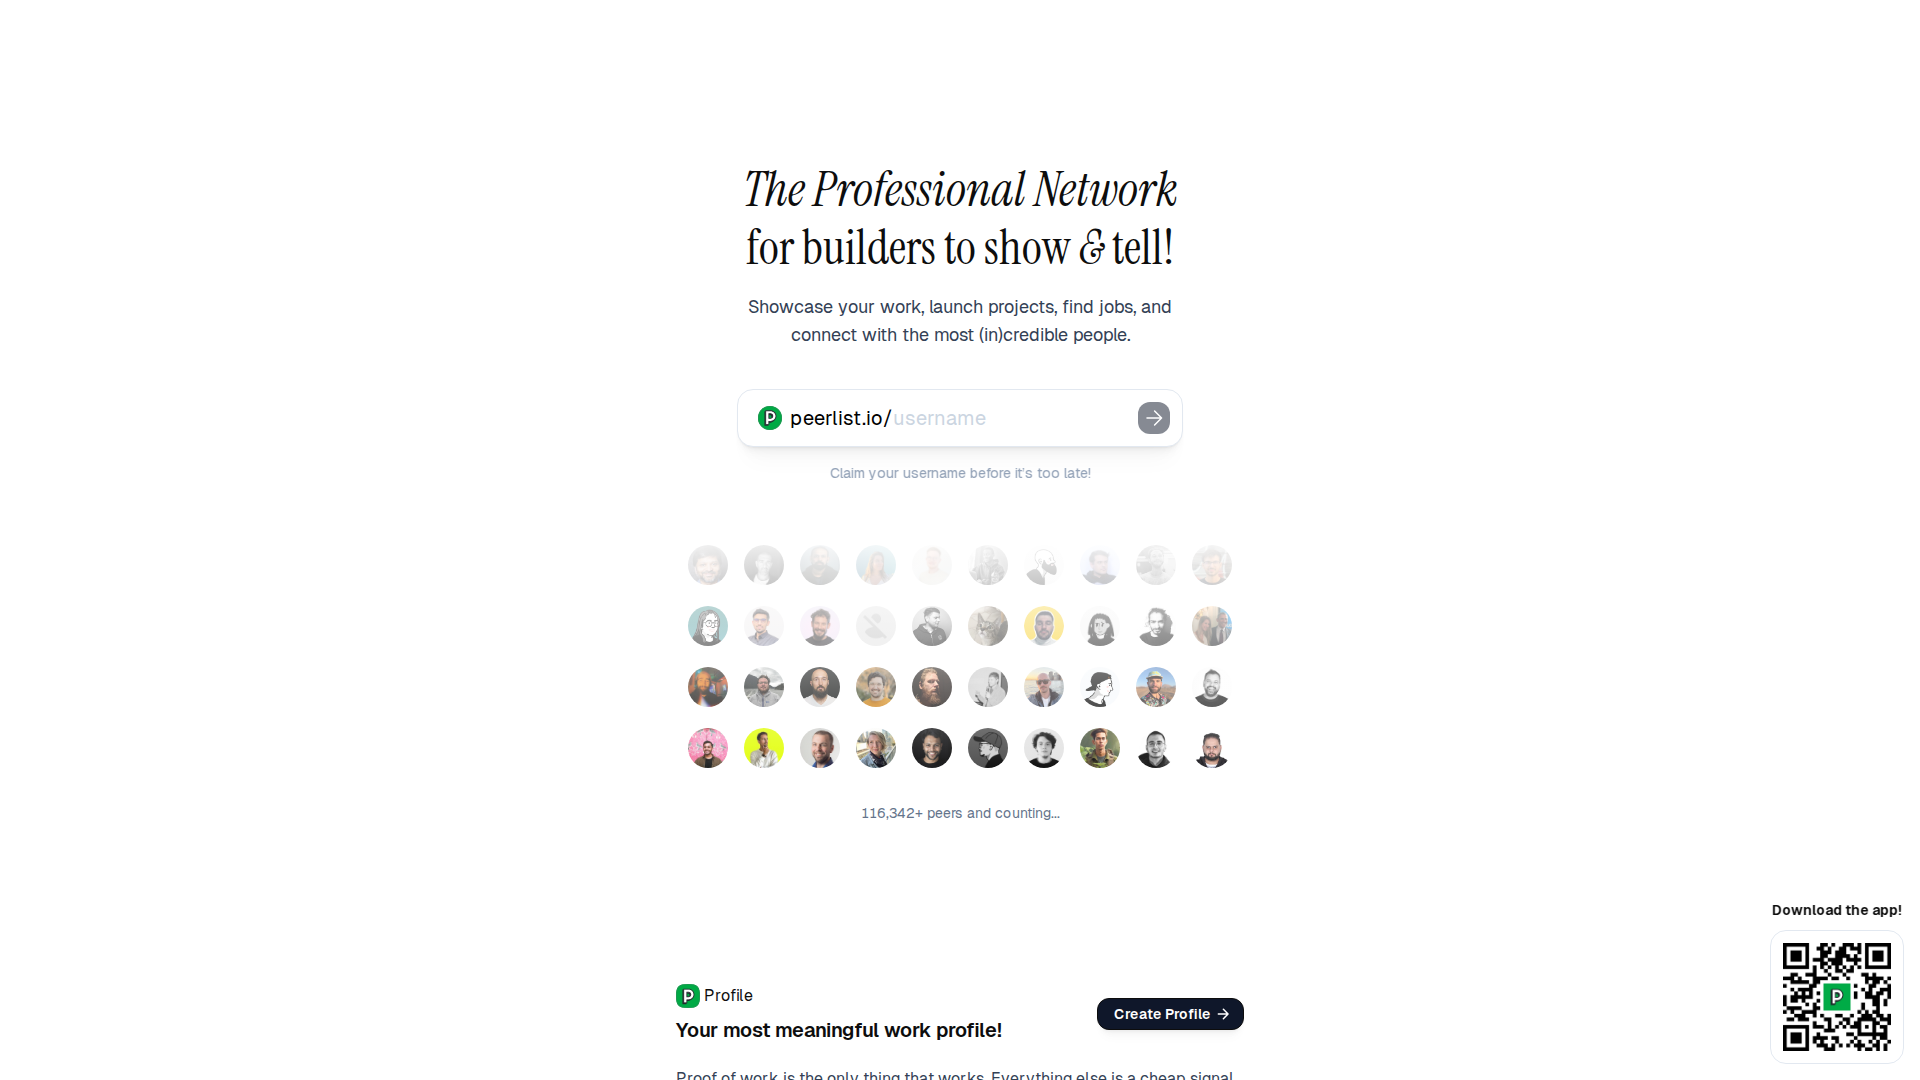 The Professional Network
for builders to show & tell!
Showcase your work, launch projects, find jobs, and
connect with the most (in)credible people.
peerlist.io/username
Claim your username before it's too late!
116,342+ peers and counting...
Download the app!
Profile
Your most meaningful work profile!
Create Profile →
Proof of work is the only thing that works. Everything else is a cheap signal